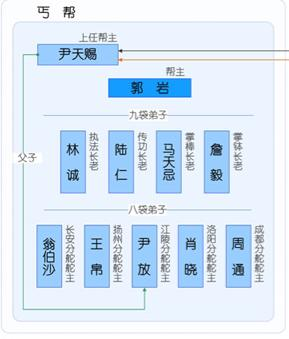 丐 帮
上任帮主
尹天赐
帮主
郭 岩
九袋弟子
林诚
执法长老
陆仁
传功长老
马天忌
掌棒长老
詹毅
掌钵长老
父子
八袋弟子
翁伯沙
长安分舵舵主
王帛
扬州分舵舵主
尹放
江陵分舵舵主
肖晓
洛阳分舵舵主
周通
成都分舵舵主